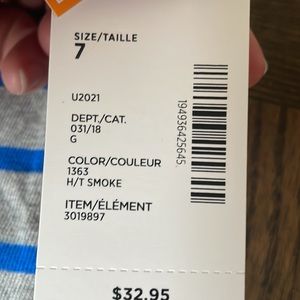 SIZE/TAILLE
7
U2021
DEPT./CAT.
031/18
G
COLOR/COULEUR
1363
H/T SMOKE
ITEM/ÉLÉMENT
3019897
194936425645
$32.95